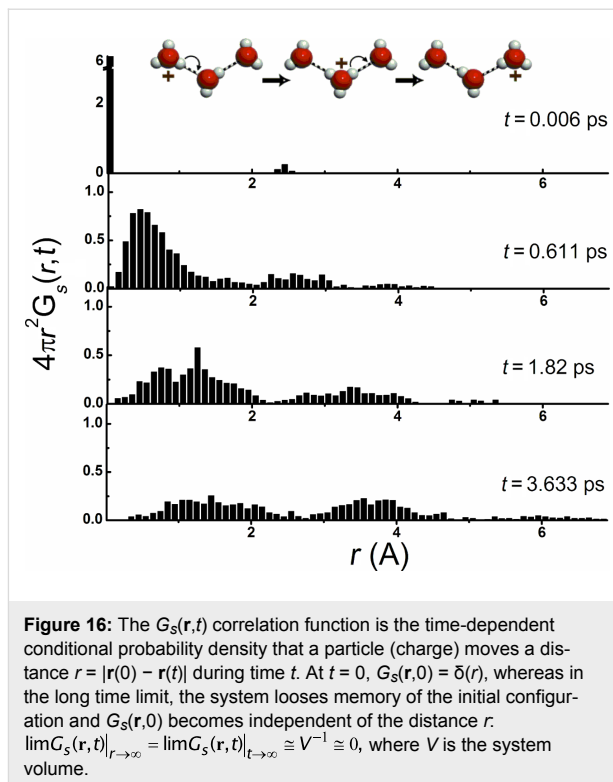 +
+
+
6
2
0
2
4
6
t = 0.006 ps
1.0
0.5
0.0
2
4
6
t = 0.611 ps
1.0
0.5
0.0
2
4
6
t = 1.82 ps
1.0
0.5
0.0
2
4
6
t = 3.633 ps
4πr²Gₛ(r,t)
r (A)
Figure 16: The Gₛ(r,t) correlation function is the time-dependent
conditional probability density that a particle (charge) moves a dis-
tance r = |r(0) − r(t)| during time t. At t = 0, Gₛ(r,0) = δ(r), whereas in
the long time limit, the system looses memory of the initial configur-
ation and Gₛ(r,0) becomes independent of the distance r:
limGₛ(r,t)|r→∞ = limGₛ(r,t)|t→∞ ≅ V⁻¹ ≅ 0, where V is the system
volume.